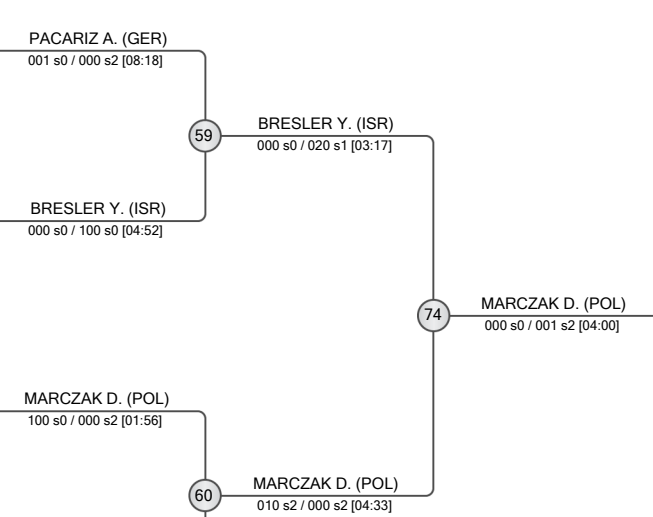 PACARIZ A. (GER)
001 s0 / 000 s2 [08:18]
59
BRESLER Y. (ISR)
000 s0 / 020 s1 [03:17]
BRESLER Y. (ISR)
000 s0 / 100 s0 [04:52]
74
MARCZAK D. (POL)
000 s0 / 001 s2 [04:00]
MARCZAK D. (POL)
100 s0 / 000 s2 [01:56]
60
MARCZAK D. (POL)
010 s2 / 000 s2 [04:33]